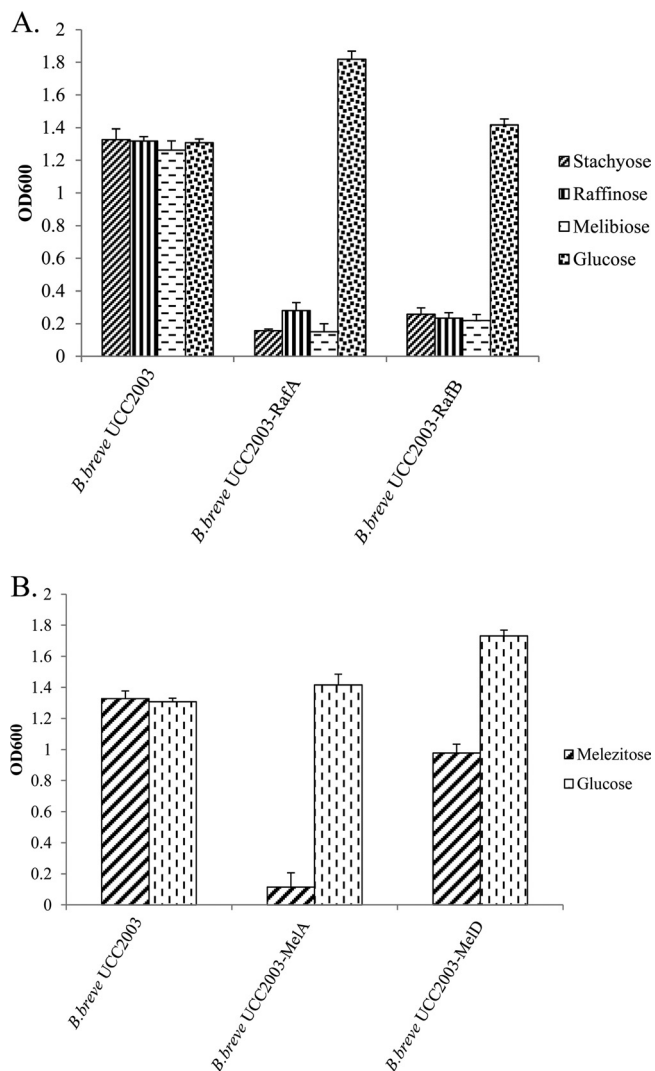 A.
2
1.8
1.6
1.4
1.2
1
0.8
0.6
0.4
0.2
0
OD600
Stachyose
Raffinose
Melibiose
Glucose
B.breve UCC2003
B.breve UCC2003-RafA
B.breve UCC2003-RafB
B.
2
1.8
1.6
1.4
1.2
1
0.8
0.6
0.4
0.2
0
OD600
Melezitose
Glucose
B.breve UCC2003
B.breve UCC2003-MelA
B.breve UCC2003-MelD